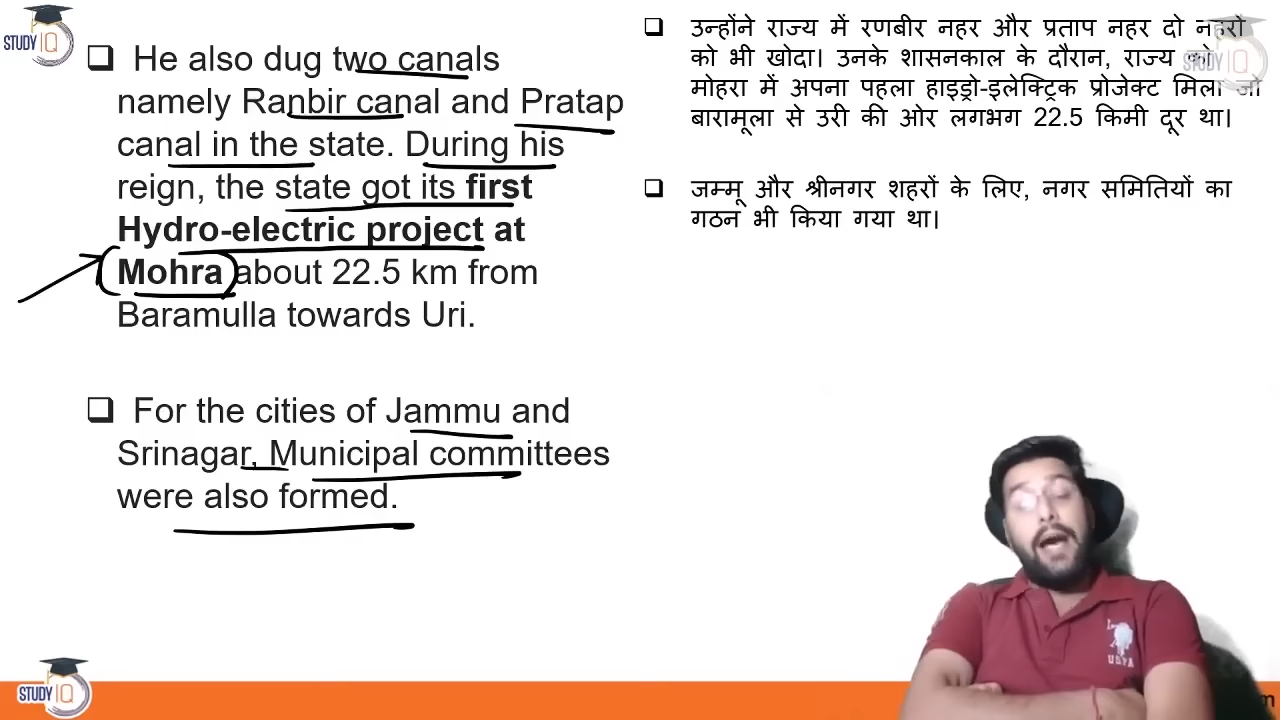 STUDY IQ
❑ He also dug two canals
namely Ranbir canal and Pratap
canal in the state. During his
reign, the state got its first
Hydro-electric project at
Mohra about 22.5 km from
Baramulla towards Uri.
❑ For the cities of Jammu and
Srinagar, Municipal committees
were also formed.
❑ उन्होंने राज्य में रणबीर नहर और प्रताप नहर दो नहरों
को भी खोदा। उनके शासनकाल के दौरान, राज्य को
मोहरा में अपना पहला हाइड्रो-इलेक्ट्रिक प्रोजेक्ट मिला जो
बारामूला से उरी की ओर लगभग 22.5 किमी दूर था।
❑ जम्मू और श्रीनगर शहरों के लिए, नगर समितियों का
गठन भी किया गया था।
STUDY IQ
U.S.P.A
STUDY IQ
m